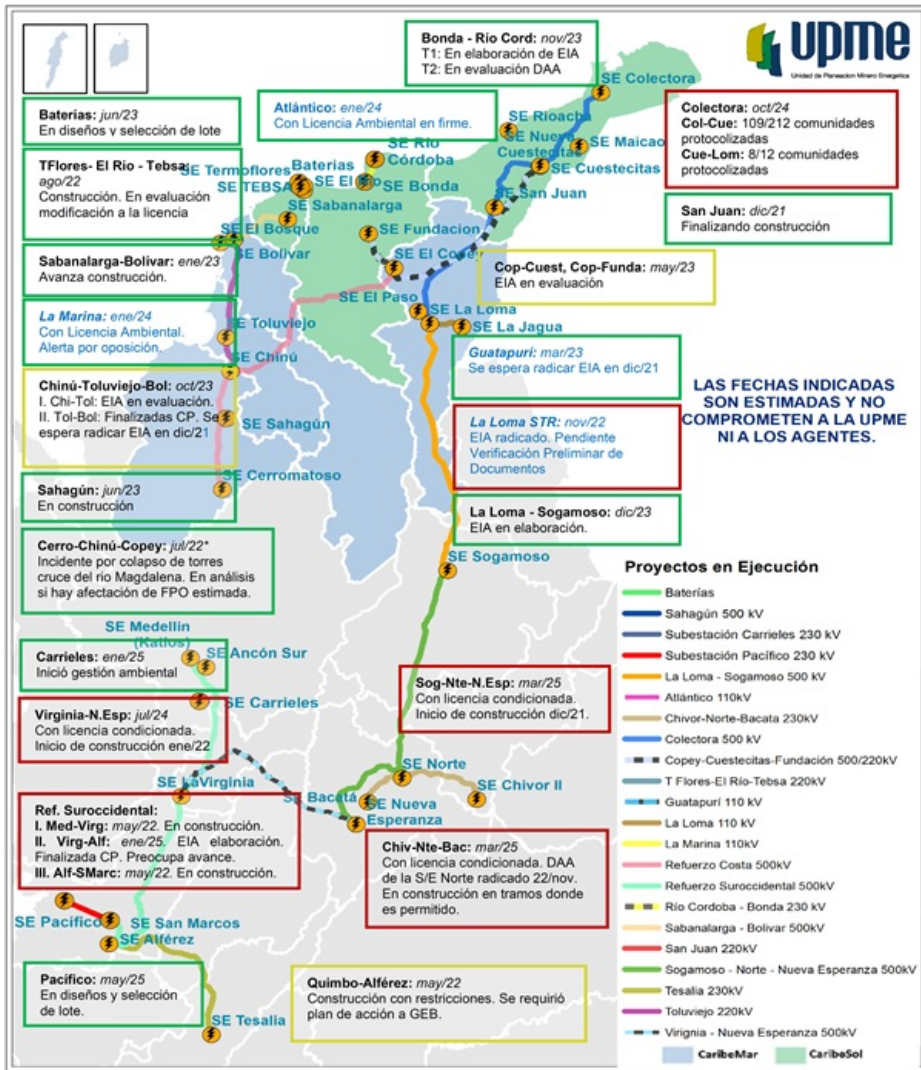 upme
Unidad de Planeacion Minero Energetica
Bonda - Río Cord: nov/23
T1: En elaboración de EIA
T2: En evaluación DAA
SE Colectora
Baterías: jun/23
En diseños y selección de lote
Atlántico: ene/24
Con Licencia Ambiental en firme.
Colectora: oct/24
Col-Cue: 109/212 comunidades
protocolizadas
Cue-Lom: 8/12 comunidades
protocolizadas
SE Rioacha
SE Nueva
Cuestecitas
SE Maicao
SE Cuestecitas
SE Río
Córdoba
SE Bonda
TFlores- El Río - Tebsa:
ago/22
Construcción. En evaluación
modificación a la licencia
SE Termoflores
Baterias
SE TEBSA
SE El Río
SE Sabanalarga
SE San Juan
San Juan: dic/21
Finalizando construcción
SE El Bosque
SE Bolívar
SE Fundacion
SE El Copey
Sabanalarga-Bolívar: ene/23
Avanza construcción.
Cop-Cuest, Cop-Funda: may/23
EIA en evaluación
La Marina: ene/24
Con Licencia Ambiental.
Alerta por oposición.
SE Toluviejo
SE El Paso
SE La Loma
SE La Jagua
SE Chinú
Guatapurí: mar/23
Se espera radicar EIA en dic/21
LAS FECHAS INDICADAS
SON ESTIMADAS Y NO
COMPROMETEN A LA UPME
NI A LOS AGENTES.
Chinú-Toluviejo-Bol: oct/23
I. Chi-Tol: EIA en evaluación.
II. Tol-Bol: Finalizadas CP. Se
espera radicar EIA en dic/21
SE Sahagún
La Loma STR: nov/22
EIA radicado. Pendiente
Verificación Preliminar de
Documentos
SE Cerromatoso
Sahagún: jun/23
En construcción
La Loma - Sogamoso: dic/23
EIA en elaboración.
Cerro-Chinú-Copey: jul/22*
Incidente por colapso de torres
cruce del rio Magdalena. En análisis
si hay afectación de FPO estimada.
SE Sogamoso
SE Medellín
(Katíos)
SE Ancón Sur
Carrieles: ene/25
Inició gestión ambiental
SE Carrieles
Sog-Nte-N.Esp: mar/25
Con licencia condicionada.
Inicio de construcción dic/21.
Virginia-N.Esp: jul/24
Con licencia condicionada.
Inicio de construcción ene/22
SE LaVirginia
SE Norte
SE Chivor II
SE Bacatá
SE Nueva
Esperanza
Ref. Suroccidental:
I. Med-Virg: may/22. En construcción.
II. Virg-Alf: ene/25. EIA elaboración.
Finalizada CP. Preocupa avance.
III. Alf-SMarc: may/22. En construcción.
Chiv-Nte-Bac: mar/25
Con licencia condicionada. DAA
de la S/E Norte radicado 22/nov.
En construcción en tramos donde
es permitido.
SE Pacífico
SE San Marcos
SE Alférez
Pacífico: may/25
En diseños y selección
de lote.
Quimbo-Alférez: may/22
Construcción con restricciones. Se requirió
plan de acción a GEB.
SE Tesalia
Proyectos en Ejecución
Baterías
Sahagún 500 kV
Subestación Carrieles 230 kV
Subestación Pacífico 230 kV
La Loma - Sogamoso 500 kV
Atlántico 110kV
Chivor-Norte-Bacata 230kV
Colectora 500 kV
Copey-Cuestecitas-Fundación 500/220kV
T Flores-El Río-Tebsa 220kV
Guatapurí 110 kV
La Loma 110 kV
La Marina 110kV
Refuerzo Costa 500kV
Refuerzo Suroccidental 500kV
Río Cordoba - Bonda 230 kV
Sabanalarga - Bolivar 500kV
San Juan 220kV
Sogamoso - Norte - Nueva Esperanza 500kV
Tesalia 230kV
Toluviejo 220kV
Virignia - Nueva Esperanza 500kV
CaribeMar
CaribeSol